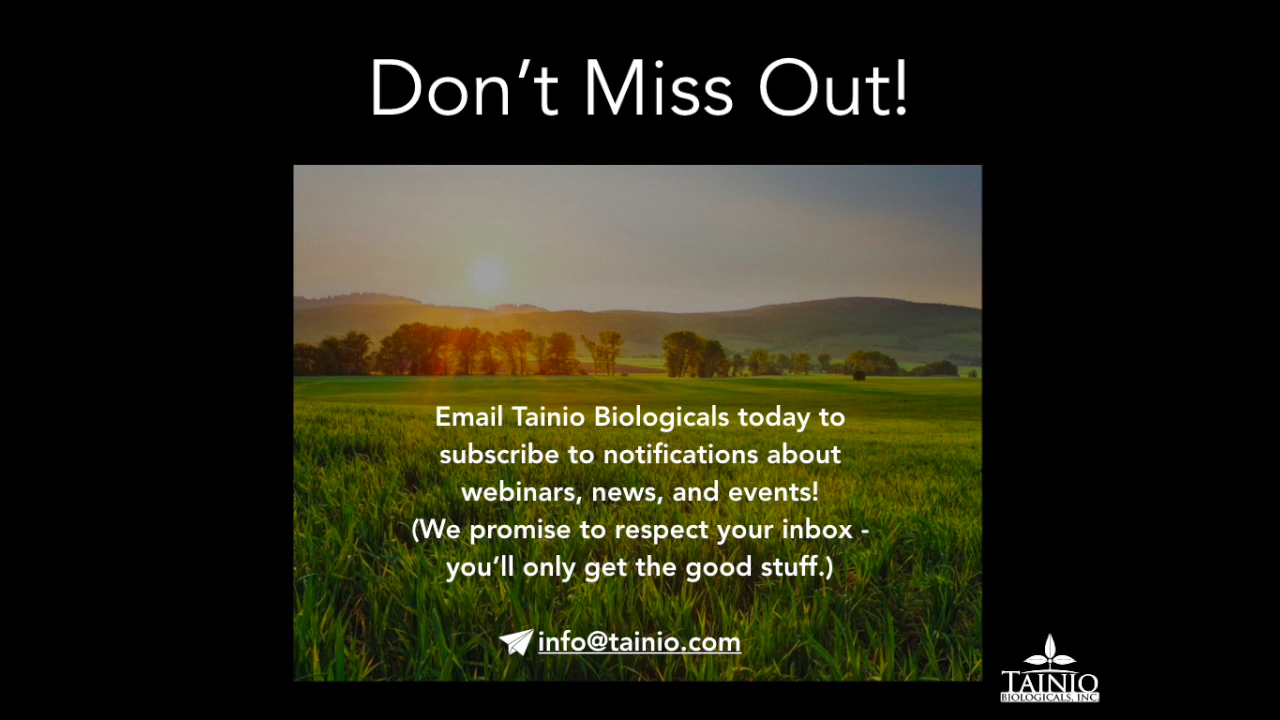 Don’t Miss Out!
Email Tainio Biologicals today to
subscribe to notifications about
webinars, news, and events!
(We promise to respect your inbox -
you’ll only get the good stuff.)
info@tainio.com
TAINIO
BIOLOGICALS, INC